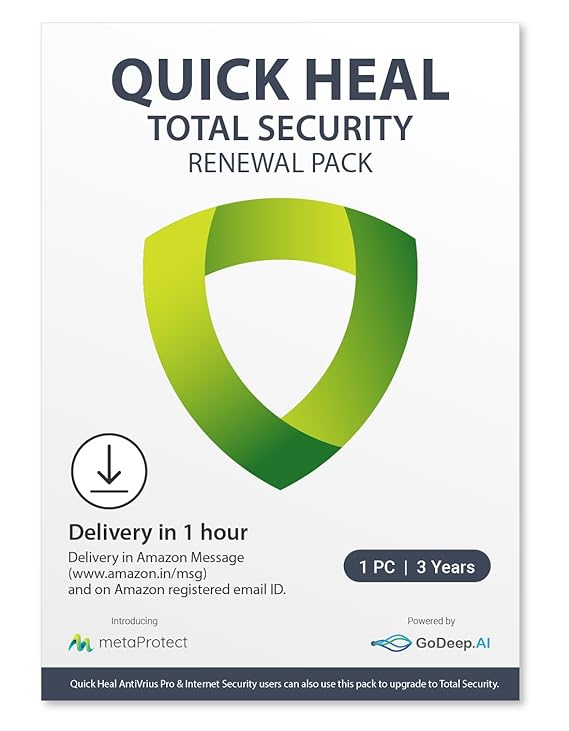 QUICK HEAL
TOTAL SECURITY
RENEWAL PACK
Delivery in 1 hour
Delivery in Amazon Message
(www.amazon.in/msg)
and on Amazon registered email ID.
1 PC | 3 Years
Introducing
metaProtect
Powered by
GoDeep.AI
Quick Heal AntiVrius Pro & Internet Security users can also use this pack to upgrade to Total Security.